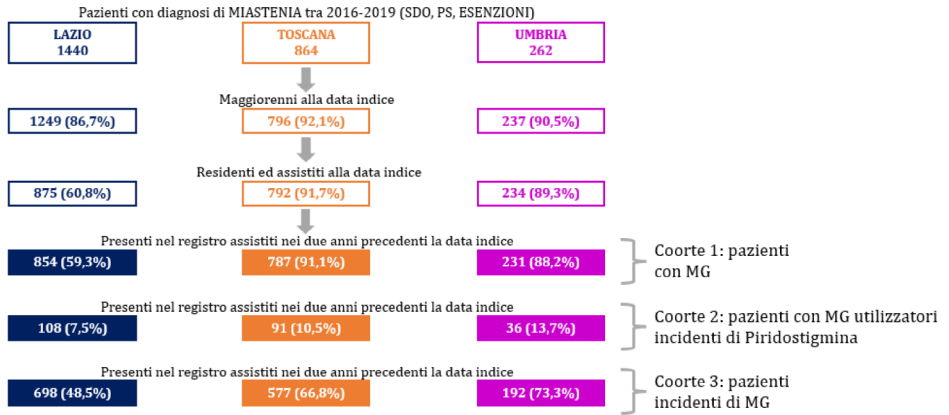 Pazienti con diagnosi di MIASTENIA tra 2016-2019 (SDO, PS, ESENZIONI)
LAZIO
1440
TOSCANA
864
UMBRIA
262
Maggiorenni alla data indice
1249 (86,7%)
796 (92,1%)
237 (90,5%)
Residenti ed assistiti alla data indice
875 (60,8%)
792 (91,7%)
234 (89,3%)
Presenti nel registro assistiti nei due anni precedenti la data indice
854 (59,3%)
787 (91,1%)
231 (88,2%)
Coorte 1: pazienti
con MG
Presenti nel registro assistiti nei due anni precedenti la data indice
108 (7,5%)
91 (10,5%)
36 (13,7%)
Coorte 2: pazienti con MG utilizzatori
incidenti di Piridostigmina
Presenti nel registro assistiti nei due anni precedenti la data indice
698 (48,5%)
577 (66,8%)
192 (73,3%)
Coorte 3: pazienti
incidenti di MG